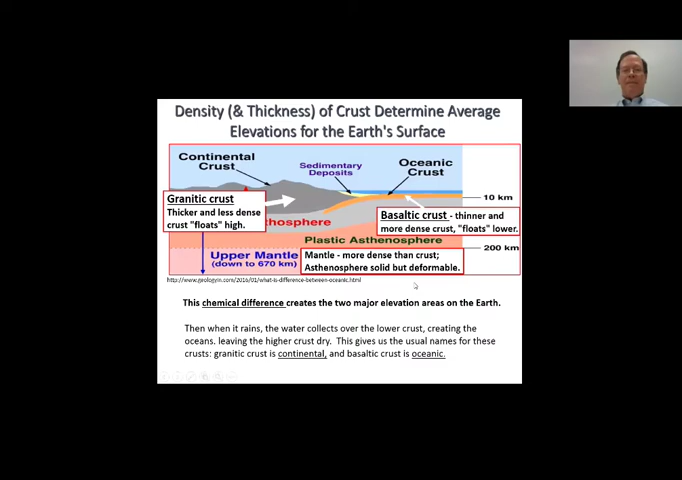 Density (& Thickness) of Crust Determine Average
Elevations for the Earth's Surface
Continental
Crust
Sedimentary
Deposits
Oceanic
Crust
Granitic crust
Thicker and less dense
crust "floats" high.
10 km
Basaltic crust - thinner and
more dense crust, "floats" lower.
thosphere
Plastic Asthenosphere
200 km
Upper Mantle
(down to 670 km)
Mantle - more dense than crust;
Asthenosphere solid but deformable.
http://www.geologyin.com/2016/01/what-is-difference-between-oceanic.html
This chemical difference creates the two major elevation areas on the Earth.
Then when it rains, the water collects over the lower crust, creating the
oceans. leaving the higher crust dry. This gives us the usual names for these
crusts: granitic crust is continental, and basaltic crust is oceanic.